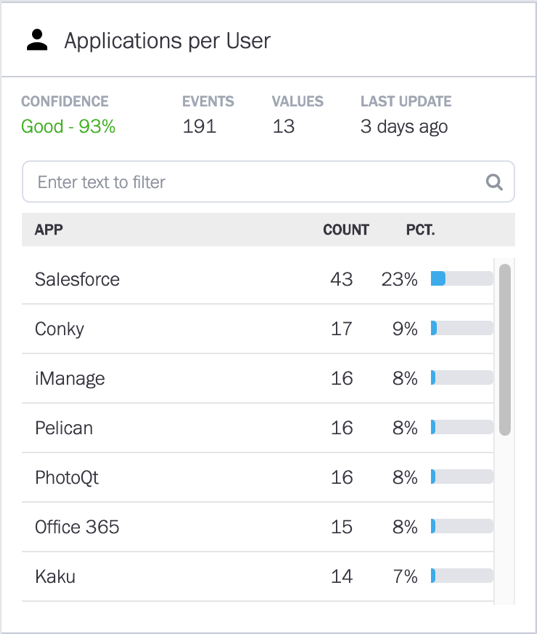 Applications per User
CONFIDENCE EVENTS VALUES LAST UPDATE
Good - 93% 191 13 3 days ago
Enter text to filter
APP COUNT PCT.
Salesforce 43 23%
Conky 17 9%
iManage 16 8%
Pelican 16 8%
PhotoQt 16 8%
Office 365 15 8%
Kaku 14 7%